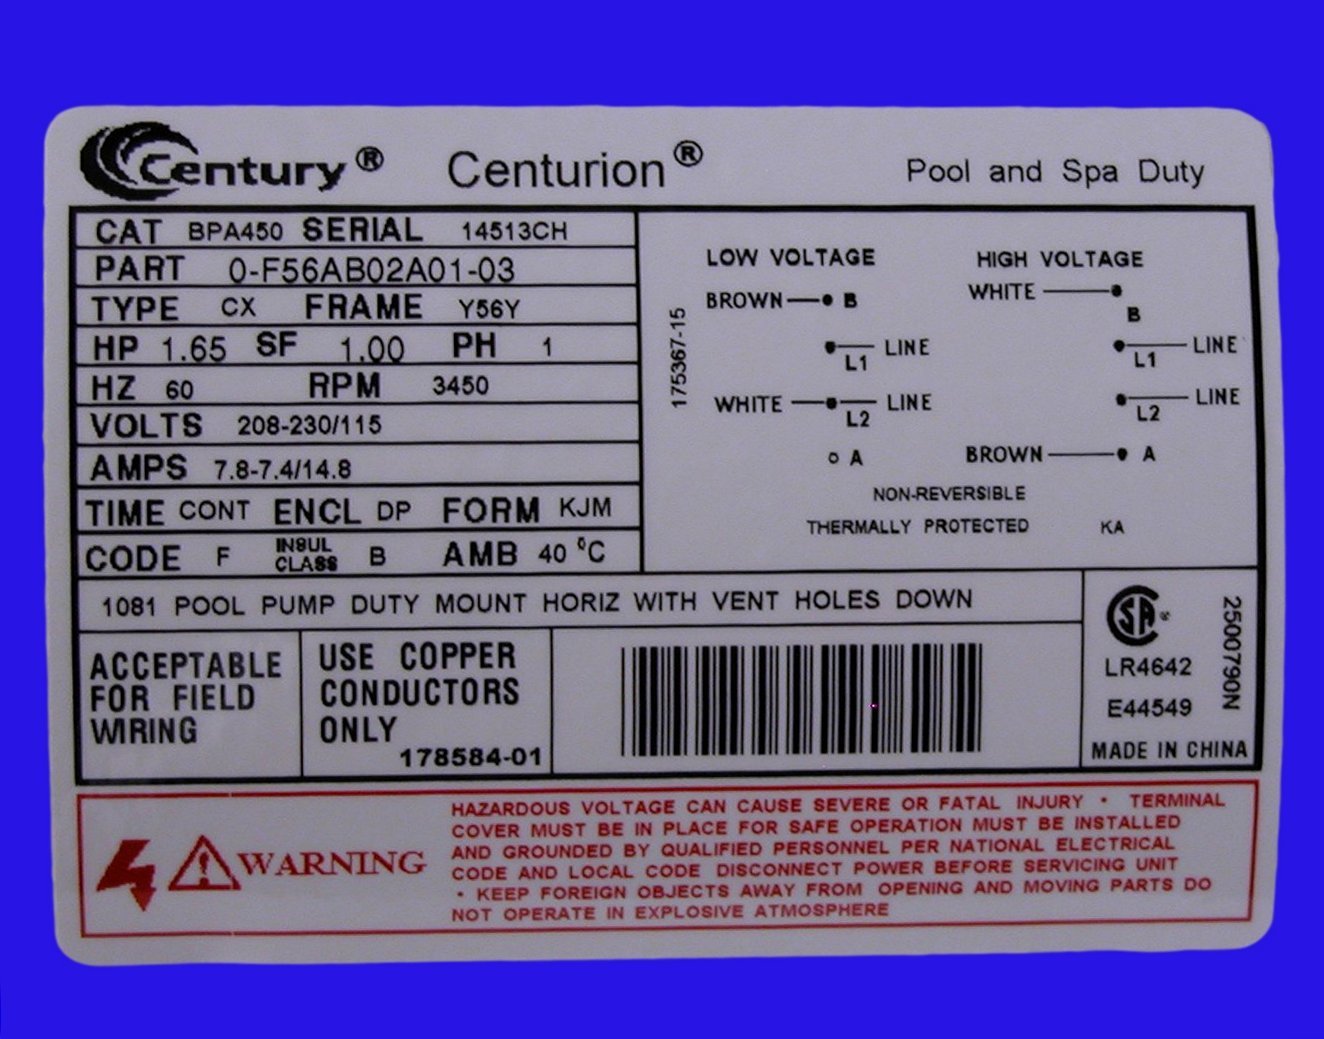 Century® Centurion® Pool and Spa Duty
CAT BPA450 SERIAL 14513CH
PART 0-F56AB02A01-03
TYPE CX FRAME Y56Y
HP 1.65 SF 1.00 PH 1
HZ 60 RPM 3450
VOLTS 208-230/115
AMPS 7.8-7.4/14.8
TIME CONT ENCL DP FORM KJM
CODE F INSUL CLASS B AMB 40 °C
175367-15
LOW VOLTAGE
BROWN B
L1 LINE
WHITE L2 LINE
A
HIGH VOLTAGE
WHITE B
L1 LINE
L2 LINE
BROWN A
NON-REVERSIBLE
THERMALLY PROTECTED KA
1081 POOL PUMP DUTY MOUNT HORIZ WITH VENT HOLES DOWN
ACCEPTABLE
FOR FIELD
WIRING
USE COPPER
CONDUCTORS
ONLY
178584-01
SA®
LR4642
E44549
2500790N
MADE IN CHINA
WARNING
HAZARDOUS VOLTAGE CAN CAUSE SEVERE OR FATAL INJURY • TERMINAL
COVER MUST BE IN PLACE FOR SAFE OPERATION MUST BE INSTALLED
AND GROUNDED BY QUALIFIED PERSONNEL PER NATIONAL ELECTRICAL
CODE AND LOCAL CODE DISCONNECT POWER BEFORE SERVICING UNIT
• KEEP FOREIGN OBJECTS AWAY FROM OPENING AND MOVING PARTS DO
NOT OPERATE IN EXPLOSIVE ATMOSPHERE